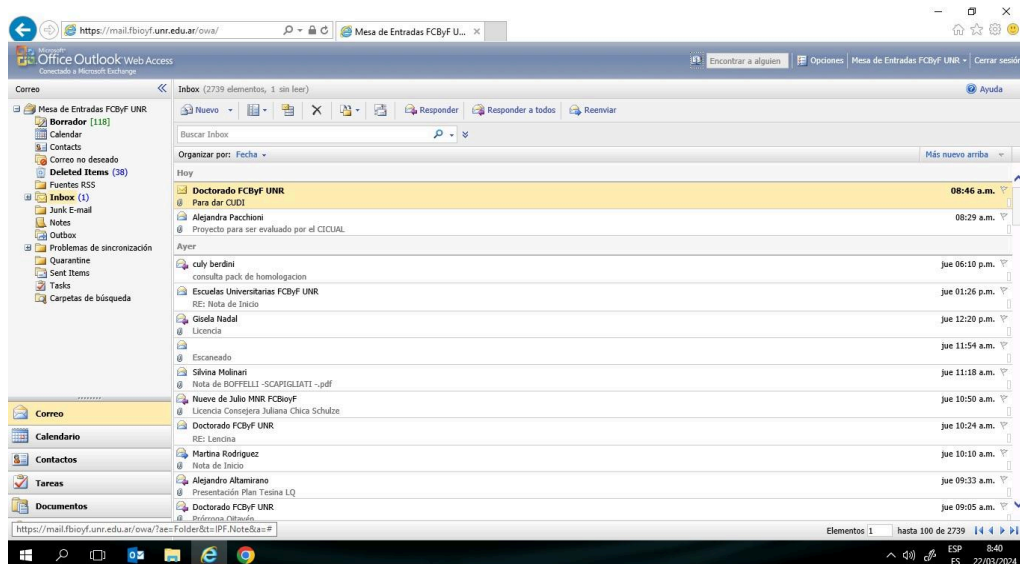 https://mail.fbioyf.unr.edu.ar/owa/
Mesa de Entradas FCByF U...
Microsoft
Office Outlook Web Access
Conectado a Microsoft Exchange
Encontrar a alguien
Opciones
Mesa de Entradas FCByF UNR
Cerrar sesión
Correo
Inbox (2739 elementos, 1 sin leer)
Ayuda
Mesa de Entradas FCByF UNR
Borrador [118]
Calendar
Contacts
Correo no deseado
Deleted Items (38)
Fuentes RSS
Inbox (1)
Junk E-mail
Notes
Outbox
Problemas de sincronización
Quarantine
Sent Items
Tasks
Carpetas de búsqueda
Correo
Calendario
Contactos
Tareas
Documentos
https://mail.fbioyf.unr.edu.ar/owa/?ae=Folder&t=IPF.Note&a=#
Nuevo
Responder
Responder a todos
Reenviar
Buscar Inbox
Organizar por: Fecha
Más nuevo arriba
Hoy
Doctorado FCByF UNR 08:46 a.m.
Para dar CUDI
Alejandra Pacchioni 08:29 a.m.
Proyecto para ser evaluado por el CICUAL
Ayer
culy berdini jue 06:10 p.m.
consulta pack de homologacion
Escuelas Universitarias FCByF UNR jue 01:26 p.m.
RE: Nota de Inicio
Gisela Nadal jue 12:20 p.m.
Licencia
jue 11:54 a.m.
Escaneado
Silvina Molinari jue 11:18 a.m.
Nota de BOFFELLI -SCAPIGLIATI -.pdf
Nueve de Julio MNR FCBioyF jue 10:50 a.m.
Licencia Consejera Juliana Chica Schulze
Doctorado FCByF UNR jue 10:24 a.m.
RE: Lencina
Martina Rodriguez jue 10:10 a.m.
Nota de Inicio
Alejandro Altamirano jue 09:33 a.m.
Presentación Plan Tesina LQ
Doctorado FCByF UNR jue 09:05 a.m.
Prórroga Oitavén
Elementos 1 hasta 100 de 2739
ESP
ES
8:40
22/03/2024